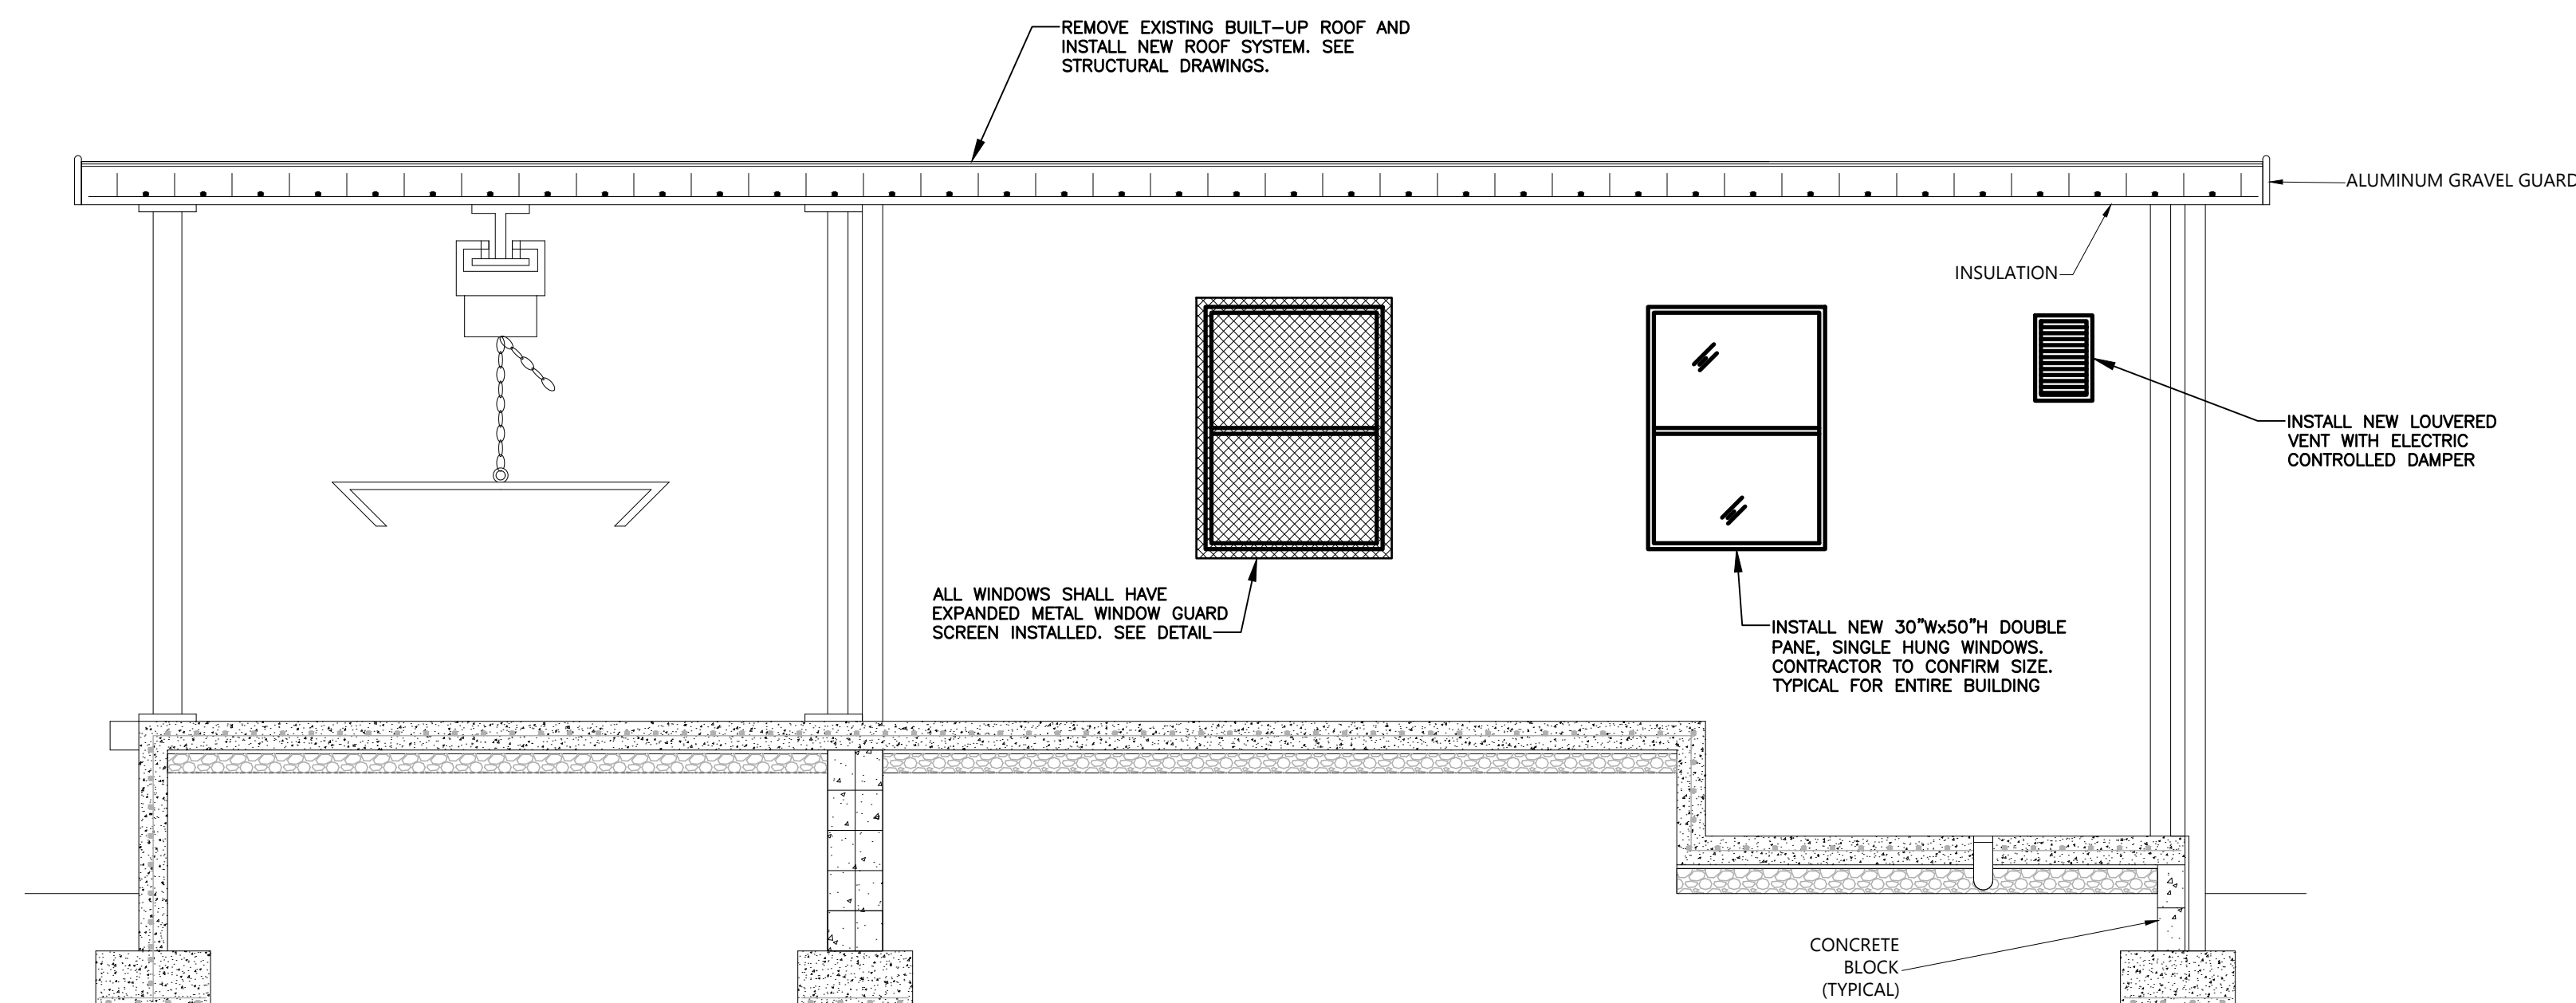 REMOVE EXISTING BUILT-UP ROOF AND
INSTALL NEW ROOF SYSTEM. SEE
STRUCTURAL DRAWINGS.
ALUMINUM GRAVEL GUARD
INSULATION
INSTALL NEW LOUVERED
VENT WITH ELECTRIC
CONTROLLED DAMPER
ALL WINDOWS SHALL HAVE
EXPANDED METAL WINDOW GUARD
SCREEN INSTALLED. SEE DETAIL
INSTALL NEW 30"Wx50"H DOUBLE
PANE, SINGLE HUNG WINDOWS.
CONTRACTOR TO CONFIRM SIZE.
TYPICAL FOR ENTIRE BUILDING
CONCRETE
BLOCK
(TYPICAL)